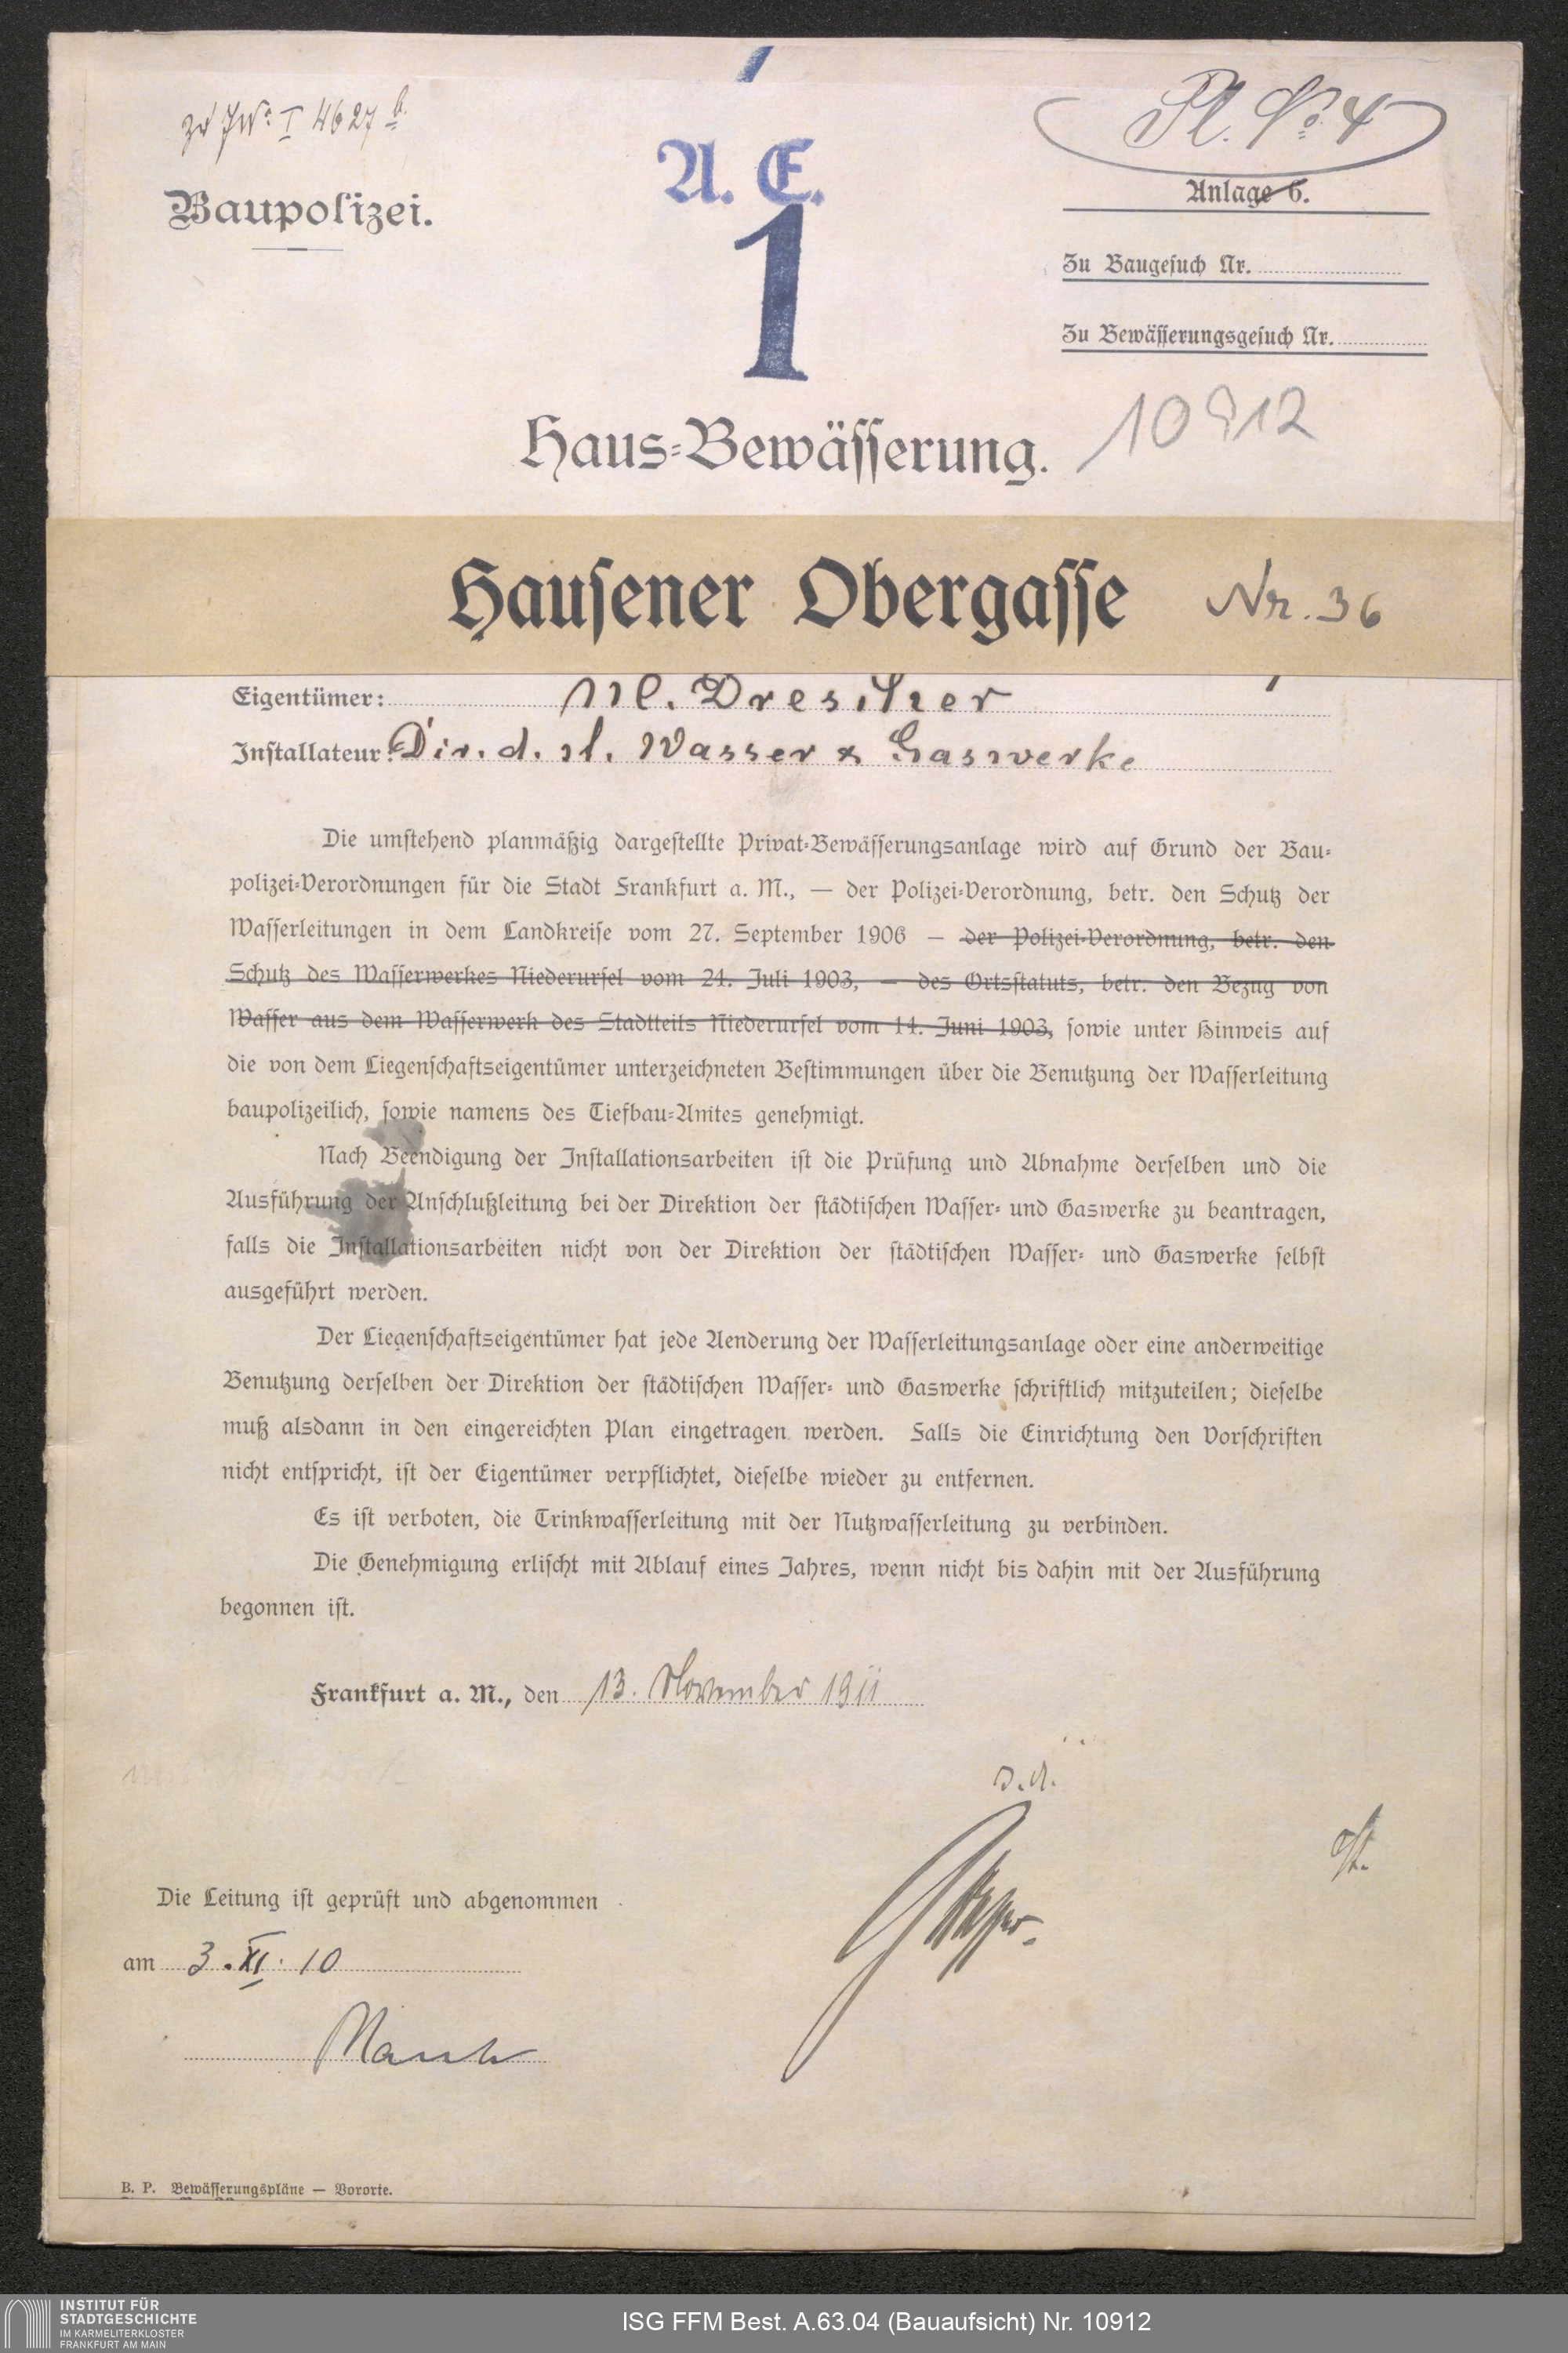 zu JNo. I 4627 b.
Pl. No. 4
A. E.
1
Baupolizei.
Anlage 6.
Zu Baugesuch Nr.
Zu Bewässerungsgesuch Nr.
10912
Haus-Bewässerung.
Hausener Obergasse Nr. 36
Eigentümer:
Installateur: Dir. d. st. Wasser & Gaswerke
Die umstehend planmäßig dargestellte Privat-Bewässerungsanlage wird auf Grund der Bau-
polizei-Verordnungen für die Stadt Frankfurt a. M., — der Polizei-Verordnung, betr. den Schutz der
Wasserleitungen in dem Landkreise vom 27. September 1906 — der Polizei-Verordnung, betr. den
Schutz des Wasserwerkes Niederursel vom 24. Juli 1903, — des Ortsstatuts, betr. den Bezug von
Wasser aus dem Wasserwerk des Stadtteils Niederursel vom 14. Juni 1903, sowie unter Hinweis auf
die von dem Liegenschaftseigentümer unterzeichneten Bestimmungen über die Benutzung der Wasserleitung
baupolizeilich, sowie namens des Tiefbau-Amtes genehmigt.
Nach Beendigung der Installationsarbeiten ist die Prüfung und Abnahme derselben und die
Ausführung der Anschlußleitung bei der Direktion der städtischen Wasser- und Gaswerke zu beantragen,
falls die Installationsarbeiten nicht von der Direktion der städtischen Wasser- und Gaswerke selbst
ausgeführt werden.
Der Liegenschaftseigentümer hat jede Aenderung der Wasserleitungsanlage oder eine anderweitige
Benutzung derselben der Direktion der städtischen Wasser- und Gaswerke schriftlich mitzuteilen; dieselbe
muß alsdann in den eingereichten Plan eingetragen werden. Falls die Einrichtung den Vorschriften
nicht entspricht, ist der Eigentümer verpflichtet, dieselbe wieder zu entfernen.
Es ist verboten, die Trinkwasserleitung mit der Nutzwasserleitung zu verbinden.
Die Genehmigung erlischt mit Ablauf eines Jahres, wenn nicht bis dahin mit der Ausführung
begonnen ist.
Frankfurt a. M., den 13. November 1911
Die Leitung ist geprüft und abgenommen
am 3. XI. 10
B. P. Bewässerungspläne — Vororte.
INSTITUT FÜR
STADTGESCHICHTE
IM KARMELITERKLOSTER
FRANKFURT AM MAIN
ISG FFM Best. A.63.04 (Bauaufsicht) Nr. 10912